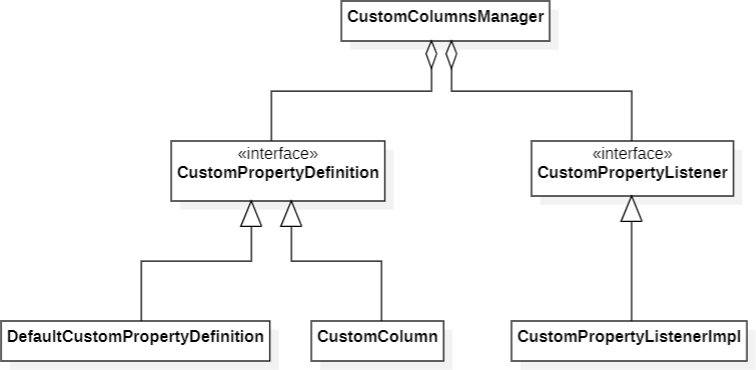 CustomColumnsManager
«interface»
CustomPropertyDefinition
«interface»
CustomPropertyListener
DefaultCustomPropertyDefinition
CustomColumn
CustomPropertyListenerImpl